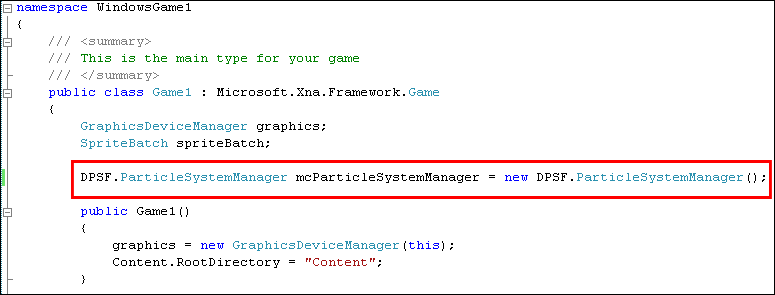 namespace WindowsGame1
{
/// <summary>
/// This is the main type for your game
/// </summary>
public class Game1 : Microsoft.Xna.Framework.Game
{
GraphicsDeviceManager graphics;
SpriteBatch spriteBatch;
DPSF.ParticleSystemManager mcParticleSystemManager = new DPSF.ParticleSystemManager();
public Game1()
{
graphics = new GraphicsDeviceManager(this);
Content.RootDirectory = "Content";
}